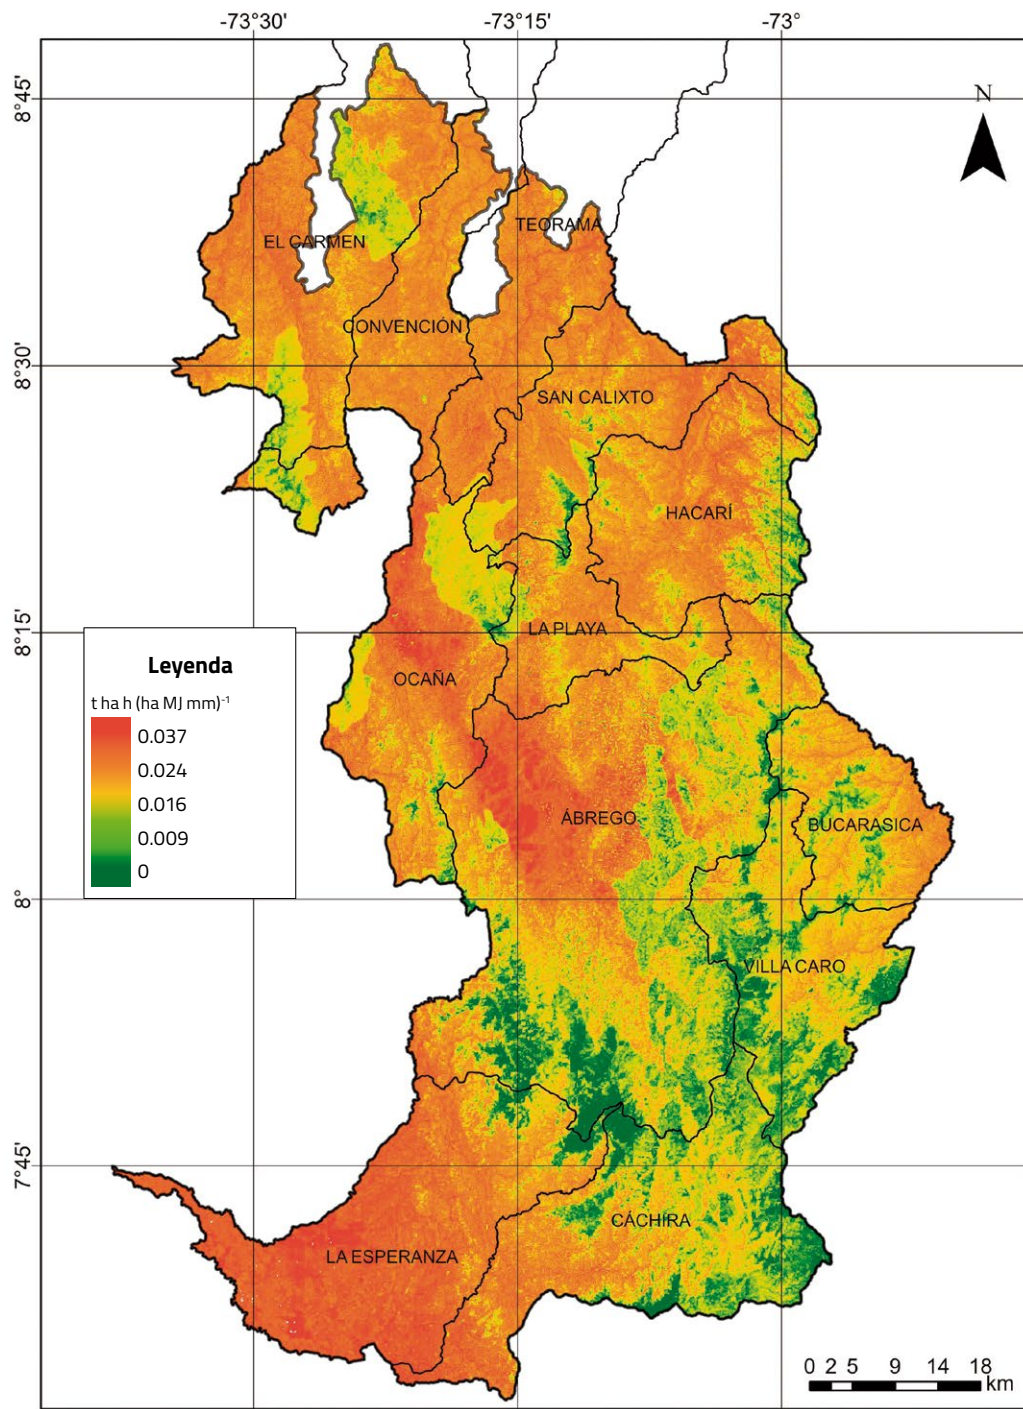 -73°30'
-73°15'
-73°
8°45'
N
TEORAMA
EL CARMEN
CONVENCIÓN
8°30'
SAN CALIXTO
HACARÍ
8°15'
LA PLAYA
OCAÑA
Leyenda
t ha h (ha MJ mm)⁻¹
0.037
0.024
0.016
0.009
0
ÁBREGO
BUCARASICA
8°
VILLA CARO
7°45'
CÁCHIRA
LA ESPERANZA
0 2 5 9 14 18
km